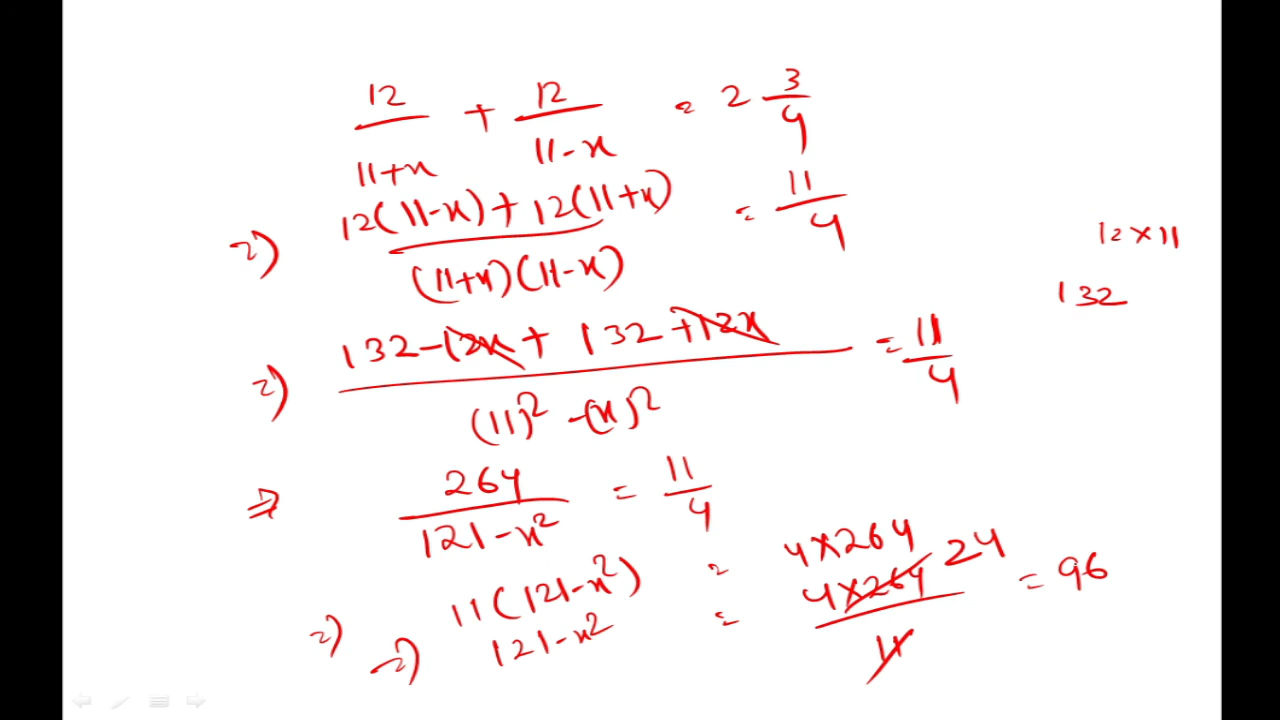 12/(11+x) + 12/(11-x) = 2 3/4
⇒) (12(11-x) + 12(11+x))/((11+x)(11-x)) = 11/4
12×11
132
⇒) (132-12x + 132+12x)/((11)² -(x)²) = 11/4
⇒ 264/(121-x²) = 11/4
⇒) 11(121-x²) = 4×264
⇒) 121-x² = (4×264)/11 24 = 96